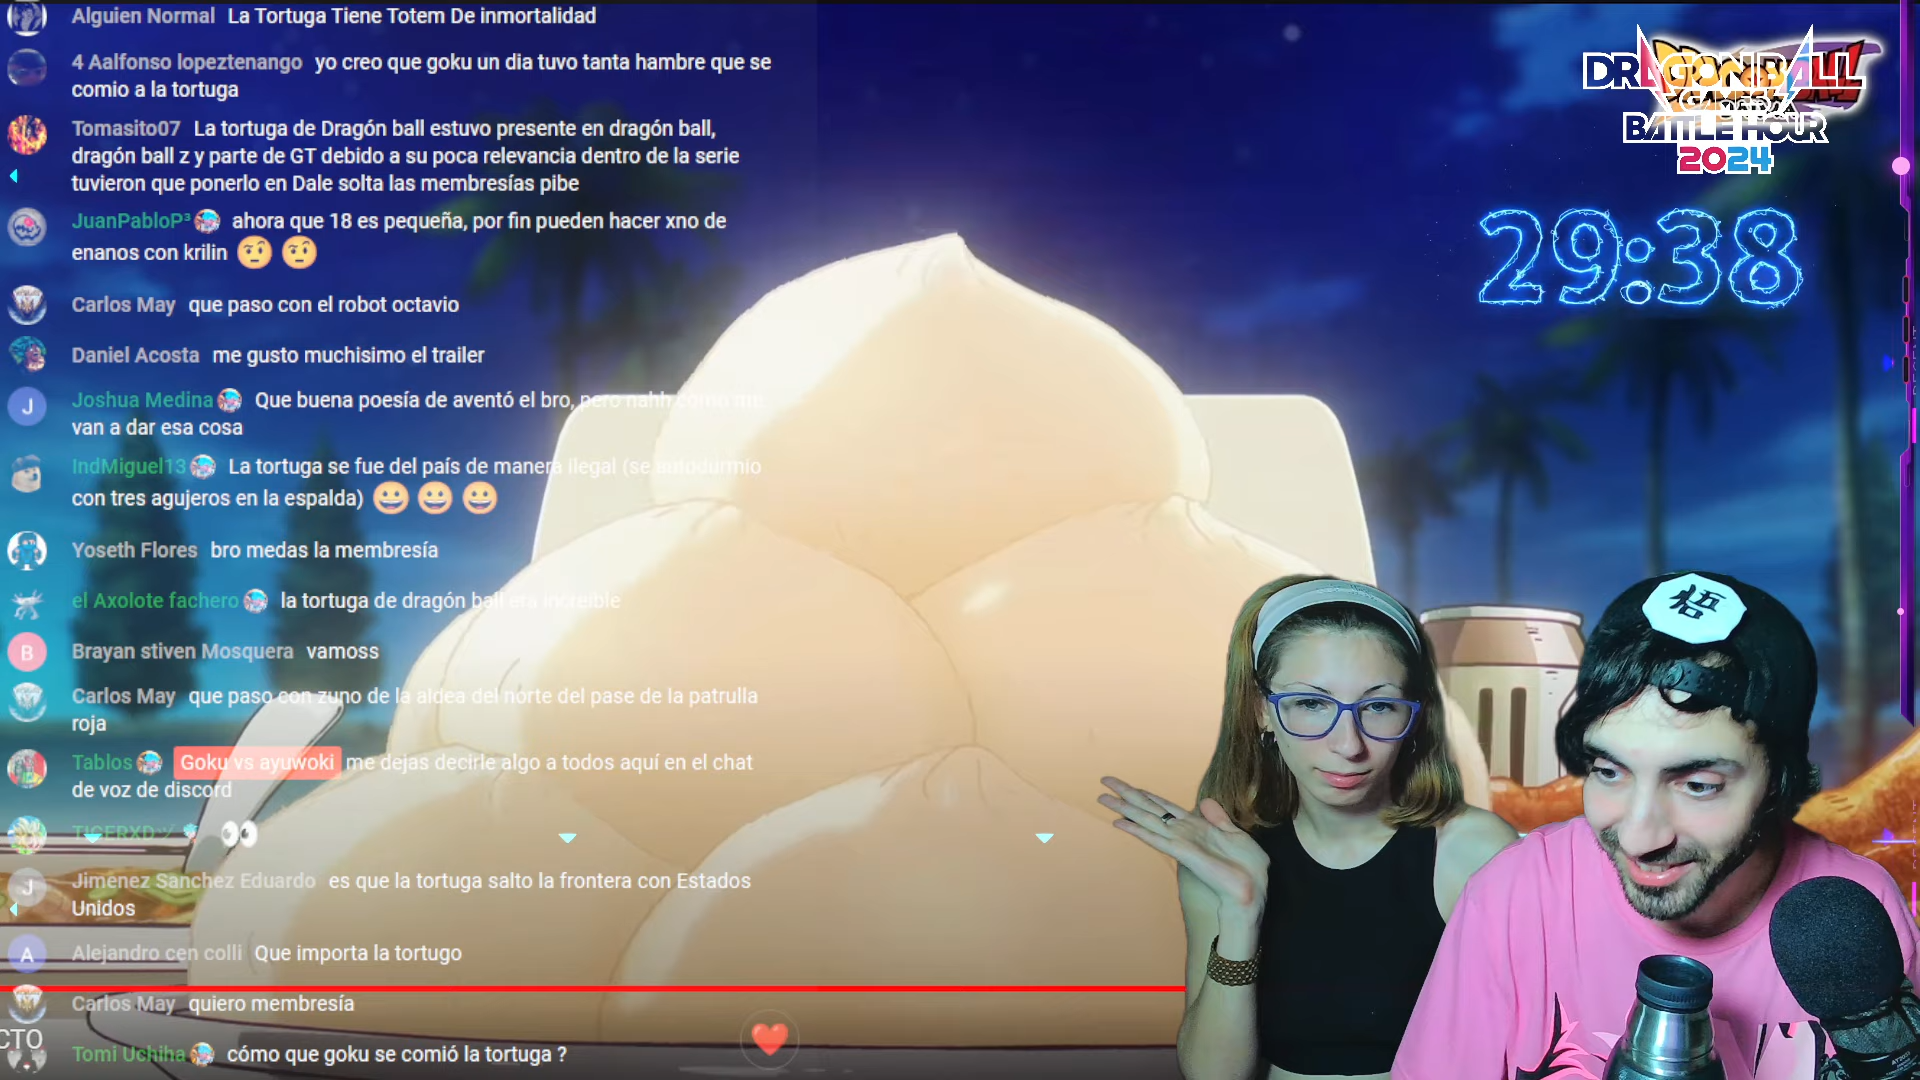 Alguien Normal La Tortuga Tiene Totem De inmortalidad
4 Aalfonso lopeztenango yo creo que goku un dia tuvo tanta hambre que se
comio a la tortuga
Tomasito07 La tortuga de Dragón ball estuvo presente en dragón ball,
dragón ball z y parte de GT debido a su poca relevancia dentro de la serie
tuvieron que ponerlo en Dale solta las membresías pibe
JuanPabloP³ ahora que 18 es pequeña, por fin pueden hacer xno de
enanos con krilin 🤨 🤨
Carlos May que paso con el robot octavio
Daniel Acosta me gusto muchisimo el trailer
J
Joshua Medina Que buena poesía de aventó el bro, pero nahh como me
van a dar esa cosa
IndMiguel13 La tortuga se fue del país de manera ilegal (se autodurmio
con tres agujeros en la espalda) 😀 😀 😀
Yoseth Flores bro medas la membresía
el Axolote fachero la tortuga de dragón ball era increible
B
Brayan stiven Mosquera vamoss
Carlos May que paso con zuno de la aldea del norte del pase de la patrulla
roja
Tablos Goku vs ayuwoki me dejas decirle algo a todos aquí en el chat
de voz de discord
TIGERXD:√ 👀
J
Jimenez Sanchez Eduardo es que la tortuga salto la frontera con Estados
Unidos
A
Alejandro cen colli Que importa la tortugo
Carlos May quiero membresía
CTO
Tomi Uchiha cómo que goku se comió la tortuga ?
DRAGON BALL
GAMES
BATTLE HOUR
2024
29:38
悟